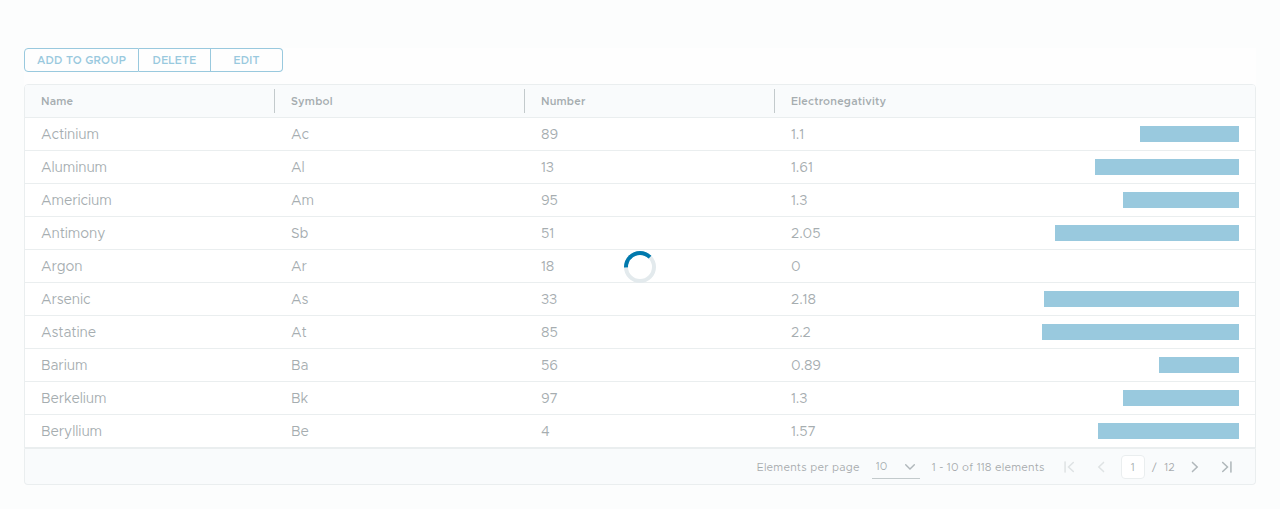 ADD TO GROUP DELETE EDIT
Name Symbol Number Electronegativity
Actinium Ac 89 1.1
Aluminum Al 13 1.61
Americium Am 95 1.3
Antimony Sb 51 2.05
Argon Ar 18 0
Arsenic As 33 2.18
Astatine At 85 2.2
Barium Ba 56 0.89
Berkelium Bk 97 1.3
Beryllium Be 4 1.57
Elements per page 10 1 - 10 of 118 elements 1 / 12